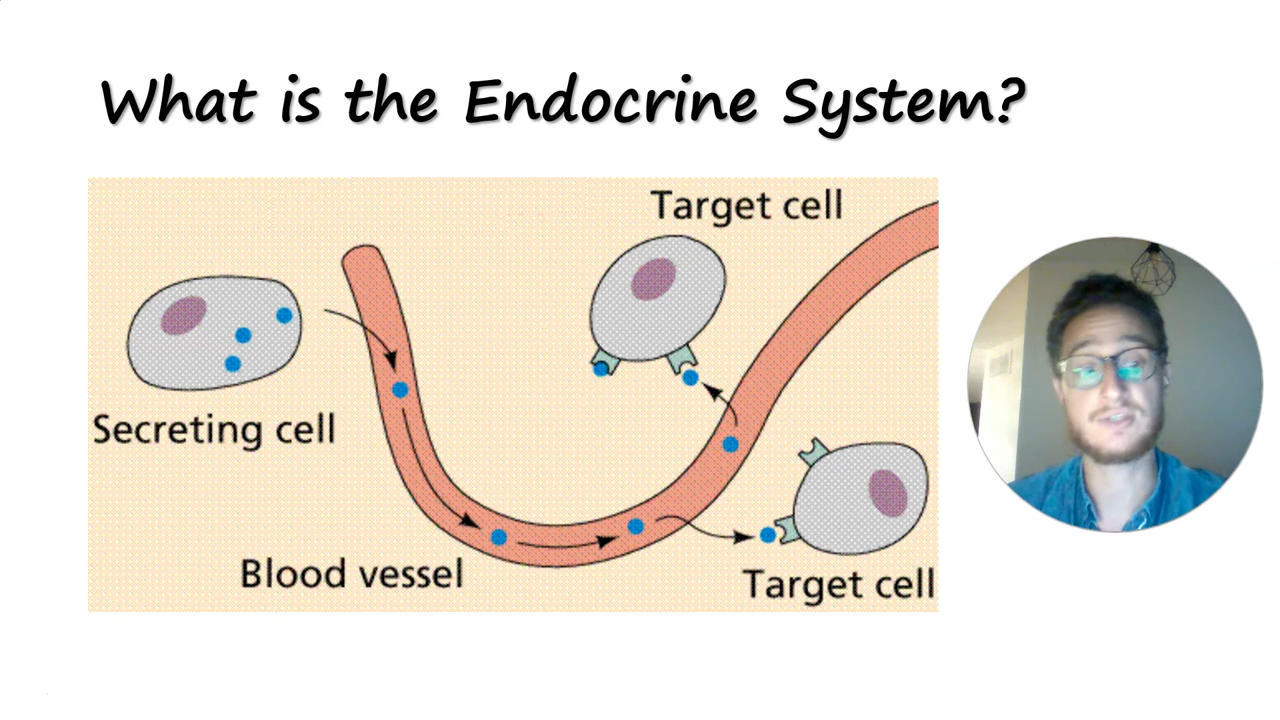 What is the Endocrine System?
Target cell
Secreting cell
Blood vessel
Target cell